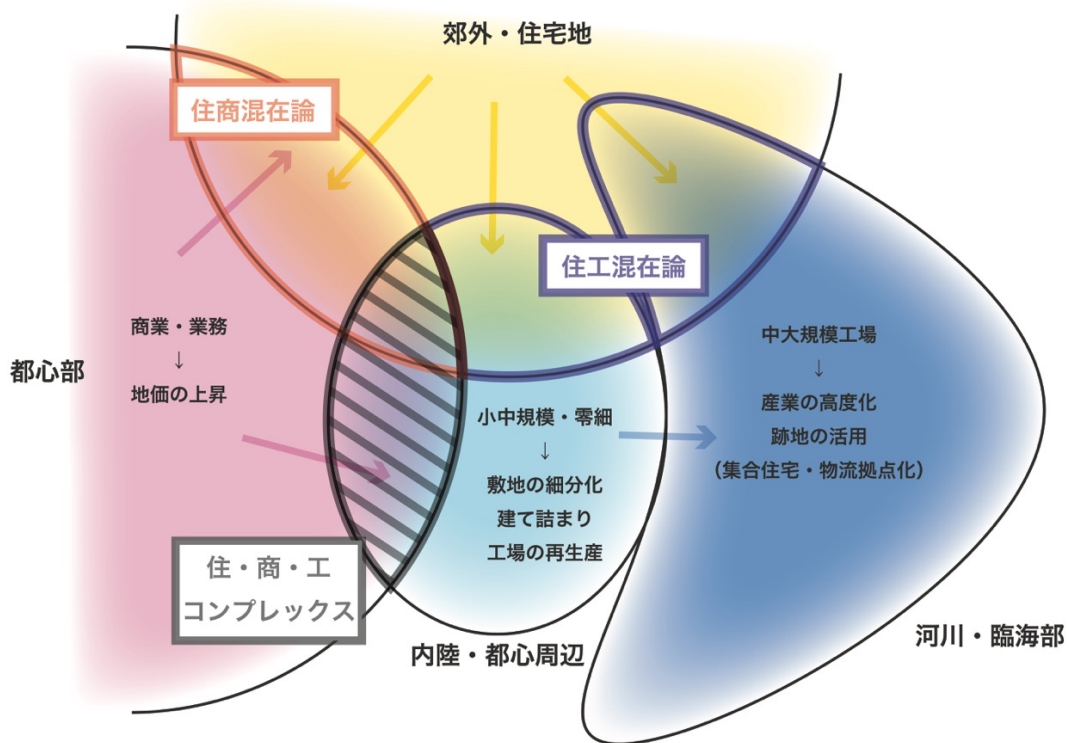 郊外・住宅地
住商混在論
住工混在論
商業・業務
↓
地価の上昇
都心部
中大規模工場
↓
産業の高度化
跡地の活用
（集合住宅・物流拠点化）
小中規模・零細
↓
敷地の細分化
建て詰まり
工場の再生産
住・商・工
コンプレックス
内陸・都心周辺
河川・臨海部